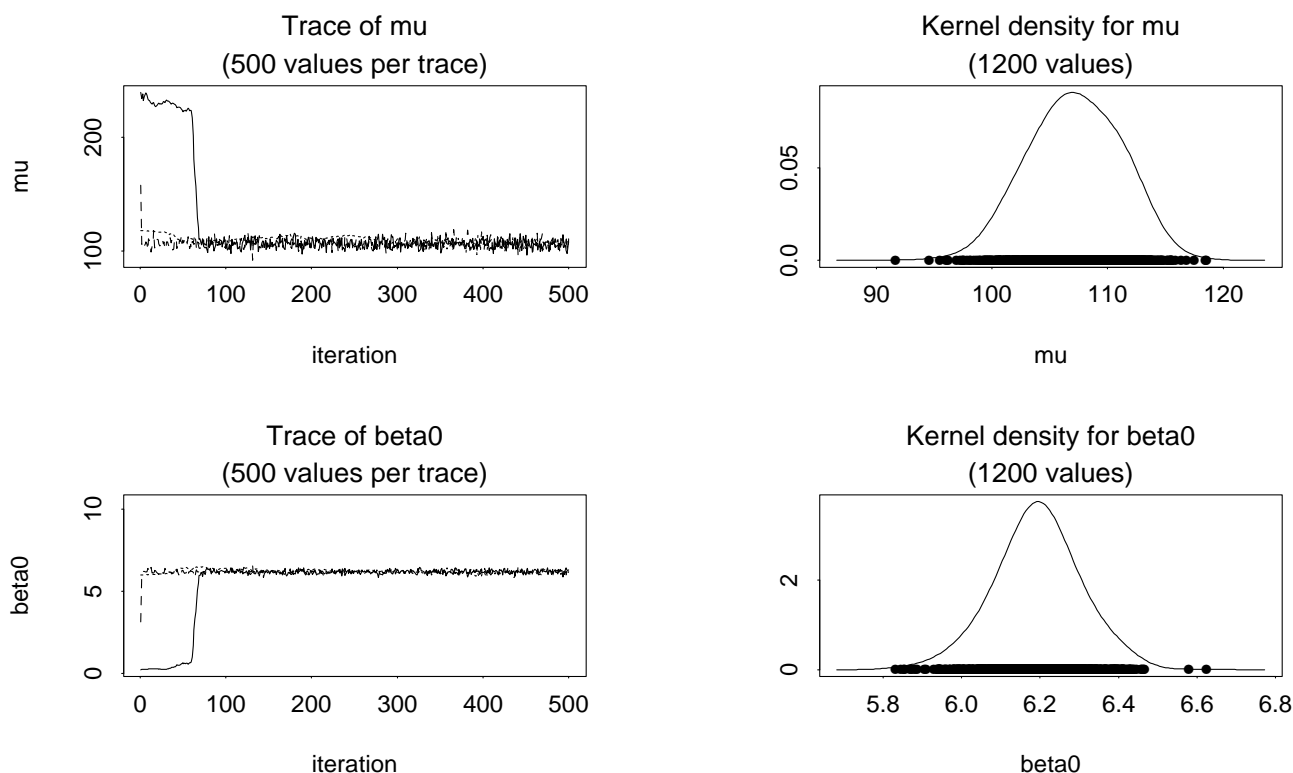 Trace of mu
(500 values per trace)
mu
200
100
0
100
200
300
400
500
iteration
Kernel density for mu
(1200 values)
0.05
0.0
90
100
110
120
mu
Trace of beta0
(500 values per trace)
beta0
10
5
0
0
100
200
300
400
500
iteration
Kernel density for beta0
(1200 values)
2
0
5.8
6.0
6.2
6.4
6.6
6.8
beta0